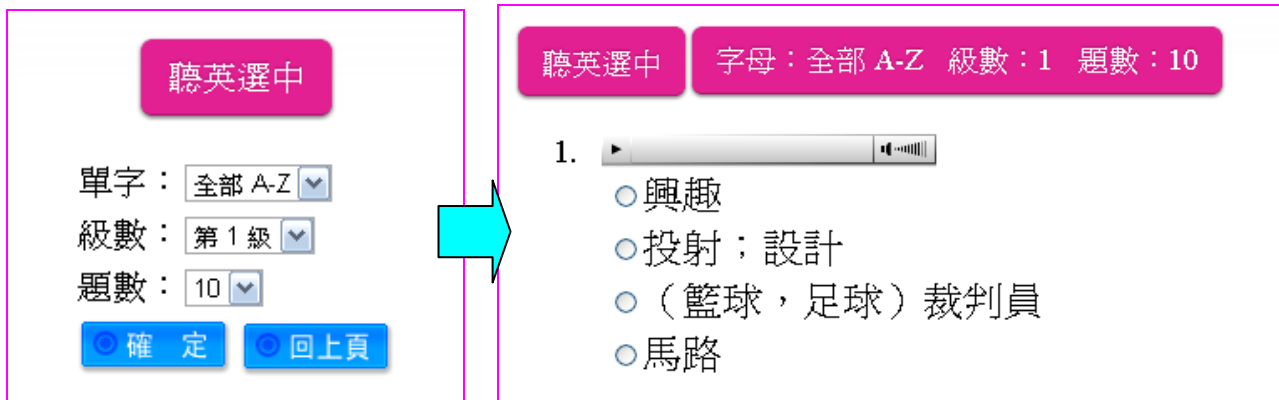 聽英選中
單字：全部 A-Z
級數：第 1 級
題數：10
確 定 回上頁
聽英選中 字母：全部 A-Z 級數：1 題數：10
1.
興趣
投射；設計
（籃球，足球）裁判員
馬路